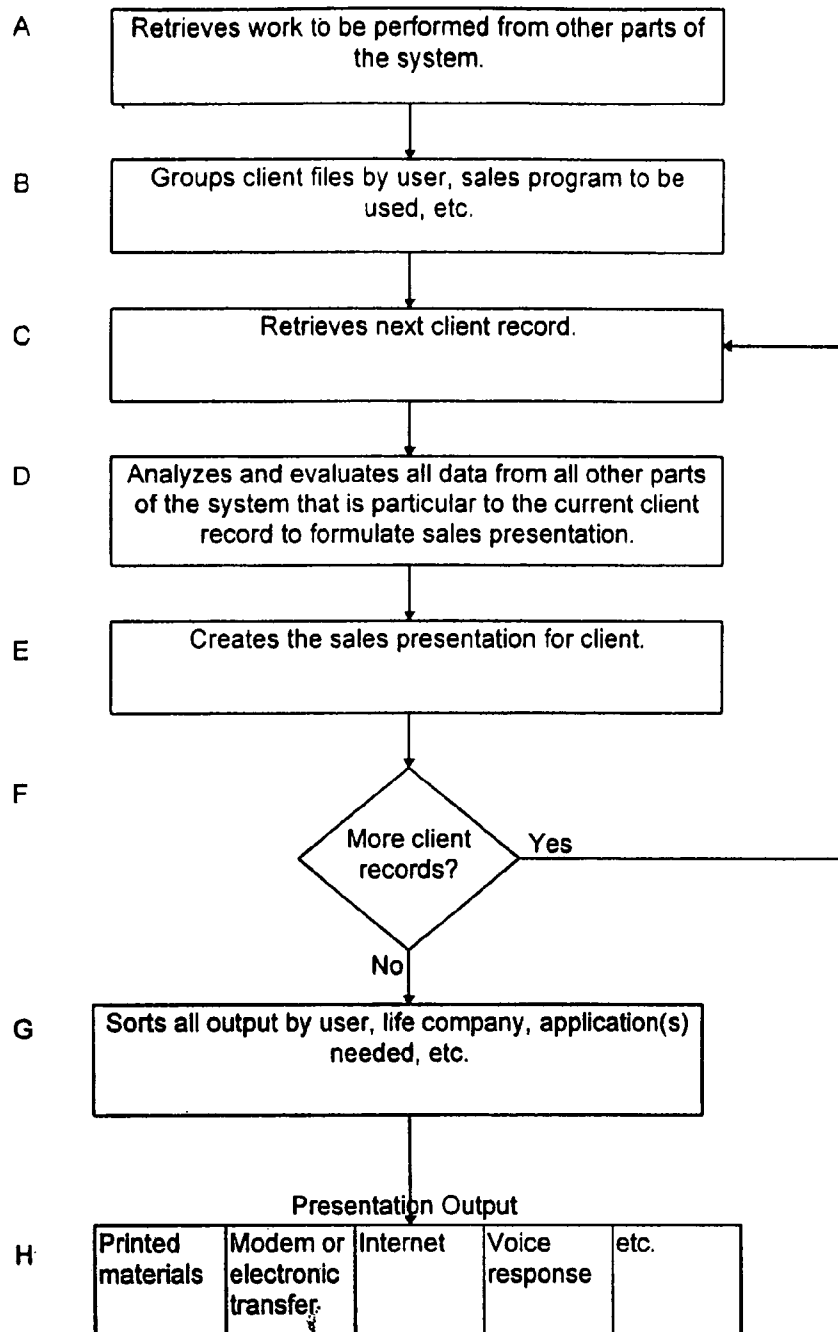 A
Retrieves work to be performed from other parts of
the system.
B
Groups client files by user, sales program to be
used, etc.
C
Retrieves next client record.
D
Analyzes and evaluates all data from all other parts
of the system that is particular to the current client
record to formulate sales presentation.
E
Creates the sales presentation for client.
F
More client
records?
Yes
No
G
Sorts all output by user, life company, application(s)
needed, etc.
Presentation Output
H
Printed
materials
Modem or
electronic
transfer
Internet
Voice
response
etc.